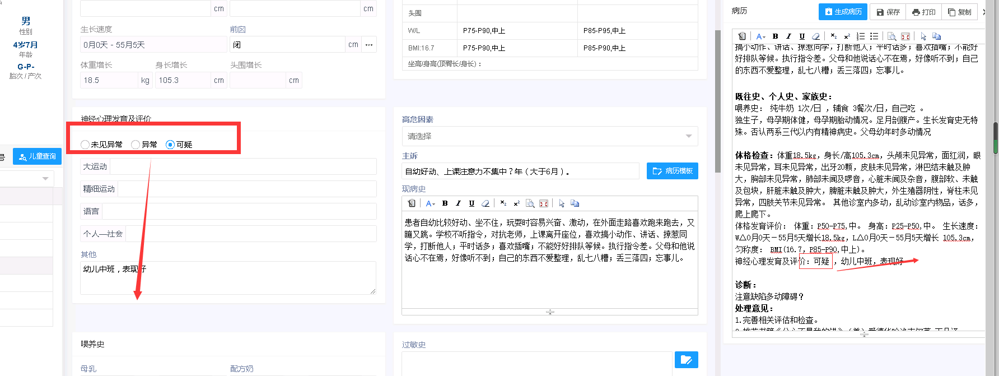 男
性别
4岁7月
年龄
G-P-
胎次 / 产次
号
儿童查询
cm
cm
生长速度
前囟
0月0天 - 55月5天
闭
cm
体重增长
身长增长
头围增长
18.5
kg
105.3
cm
cm
神经心理发育及评价
未见异常
异常
可疑
大运动
精细运动
语言
个人—社会
其他
幼儿中班，表现好
喂养史
母乳
配方奶
头围
W/L
P75-P90,中上
P85-P95,中上
BMI:16.7
P75-P90,中上
P85-P90,中上
坐高/身高(顶臀长/身长)：
高危因素
请选择
主诉
自幼好动、上课注意力不集中？年（大于6月）。
病历模板
现病史
A
B
I
U
患者自幼比较好动、坐不住，玩耍时容易兴奋、激动，在外面走路喜欢跑来跑去，又
蹦又跳。学校不听指令，对抗老师，上课离开座位，喜欢搞小动作、讲话、撩惹同
学，打断他人；平时话多；喜欢插嘴；不能好好排队等候。执行指令差。父母和他说
话心不在焉，好像听不到；自己的东西不爱整理，乱七八糟；丢三落四；忘事儿。
过敏史
病历
生成病历
保存
打印
复制
A
B
I
U
搞小动作、讲话、撩惹同学，打断他人；平时话多；喜欢插嘴；不能好
好排队等候。执行指令差。父母和他说话心不在焉，好像听不到；自己
的东西不爱整理，乱七八糟；丢三落四；忘事儿。
既往史、个人史、家族史：
喂养史： 纯牛奶 1次/日 ，辅食 3餐次/日，自己吃 。
独生子，母孕期体健，母孕期胎动情况。足月剖腹产。生长发育史无特
殊。否认两系三代以内有精神病史。父母幼年时多动情况
体格检查：体重18.5kg，身长/高105.3cm，头颅未见异常，面红润，眼
未见异常，耳未见异常，出牙20颗，皮肤未见异常，淋巴结未触及肿
大，胸部未见异常，肺部未闻及啰音，心脏未闻及杂音，腹部软、未触
及包块，肝脏未触及肿大，脾脏未触及肿大，外生殖器阴性，脊柱未见
异常，四肢关节未见异常。 其他诊室内多动，乱动诊室内物品，话多，
爬上爬下。
体格发育评价： 体重：P50-P75,中。 身高：P25-P50,中。 生长速度：
W△0月0天－55月5天增长18.5kg，L△0月0天－55月5天增长 105.3cm，
匀称度： BMI(16.7，P85-P90,中上)。
神经心理发育及评价：可疑 ，幼儿中班，表现好
诊断：
注意缺陷多动障碍？
处理意见：
1.完善相关评估和检查。